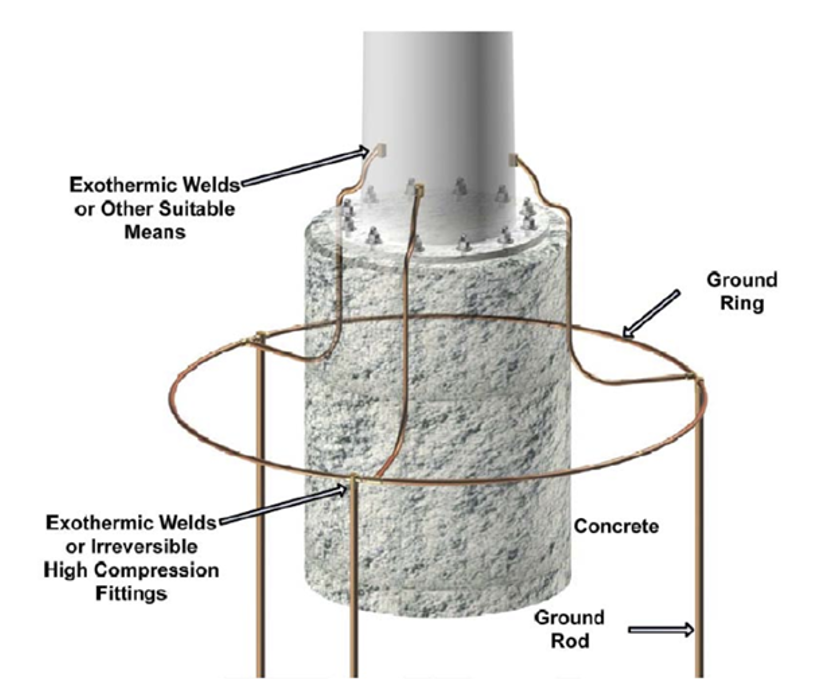 Exothermic Welds
or Other Suitable
Means
Ground
Ring
Exothermic Welds
or Irreversible
High Compression
Fittings
Concrete
Ground
Rod